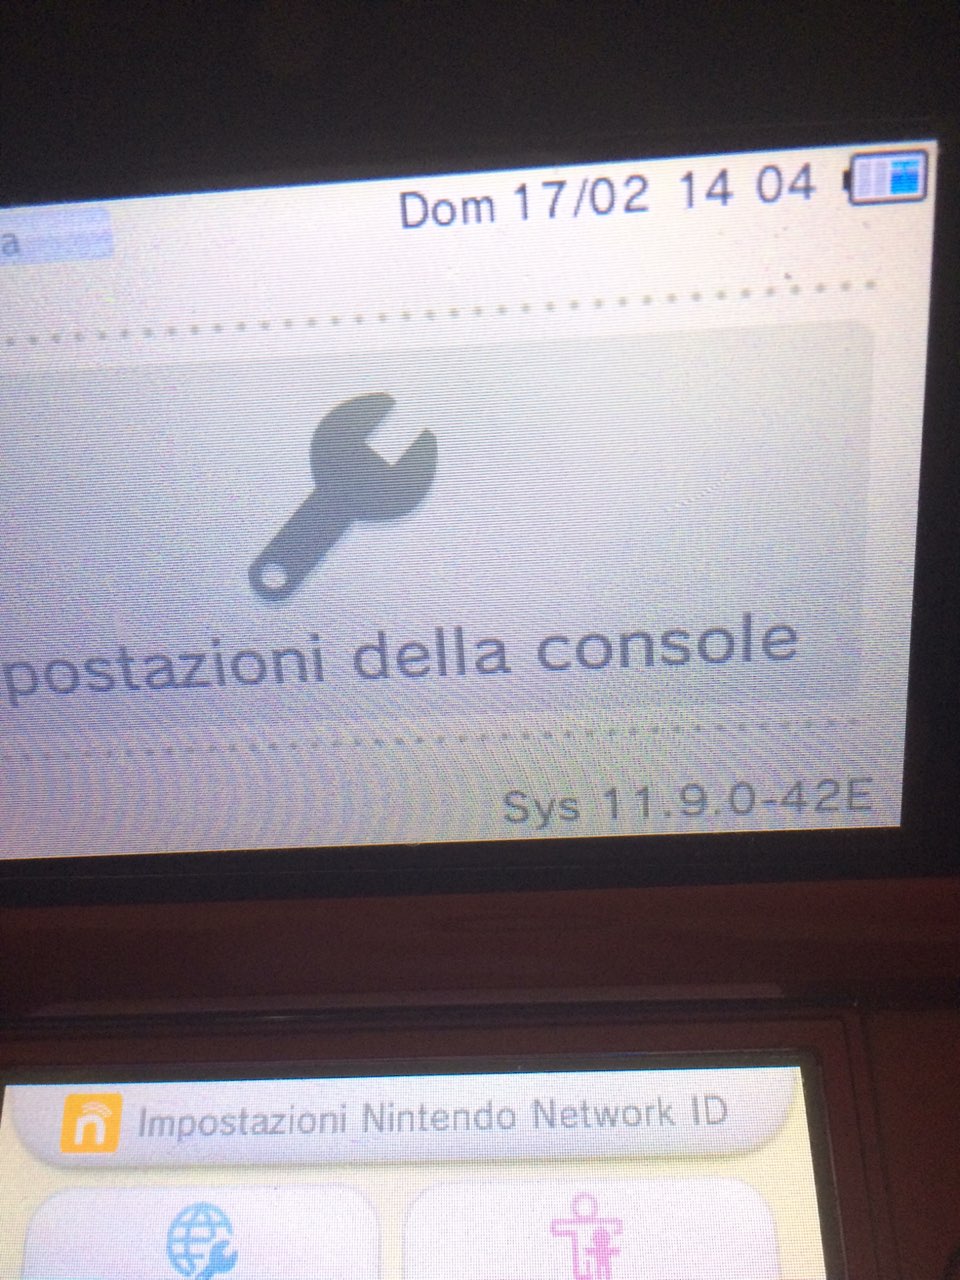 a
Dom 17/02 14 04
postazioni della console
Sys 11.9.0-42E
Impostazioni Nintendo Network ID